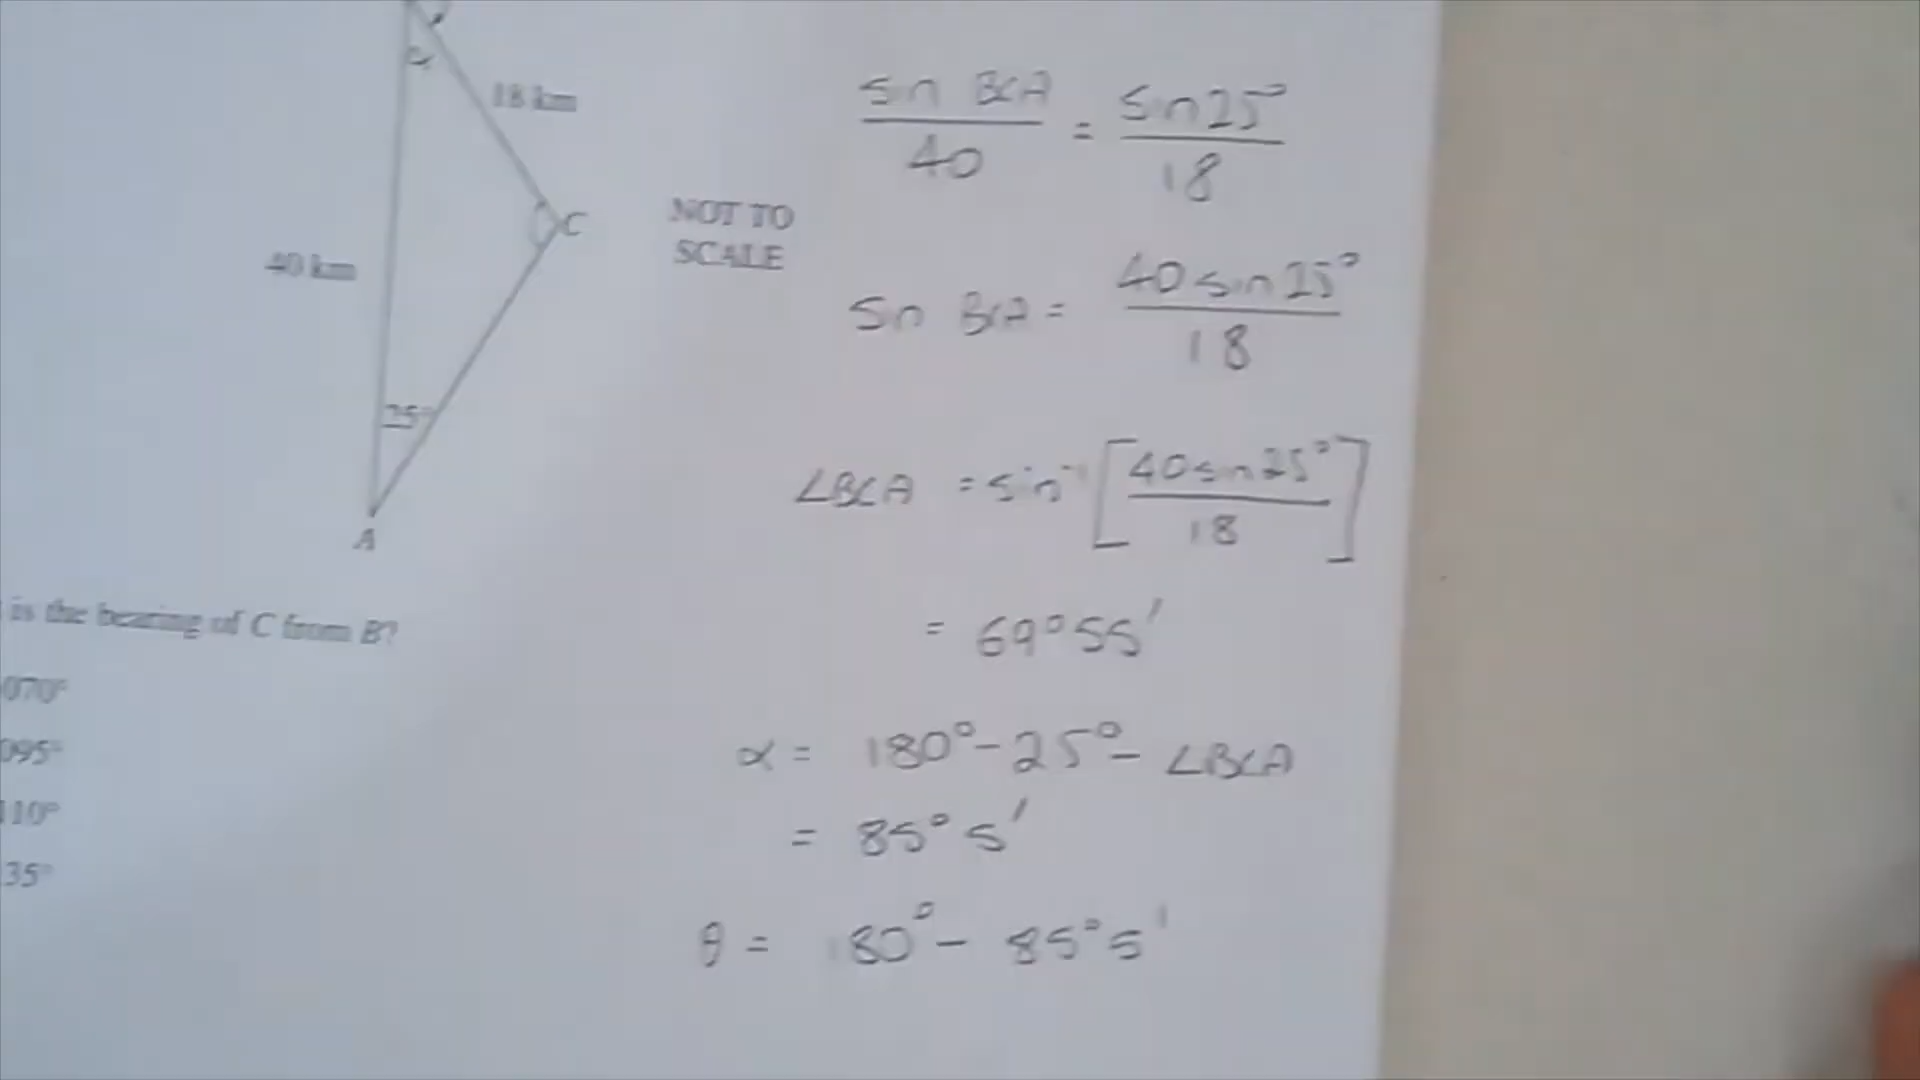 18 km
C
NOT TO
SCALE
40 km
25°
A
is the bearing of C from B?
070°
095°
110°
35°
sin BCA / 40 = sin 25° / 18
sin BCA = 40 sin 25° / 18
∠BCA = sin⁻¹ [40 sin 25° / 18]
= 69°55′
α = 180° - 25° - ∠BCA
= 85°5′
θ = 180° - 85°5′